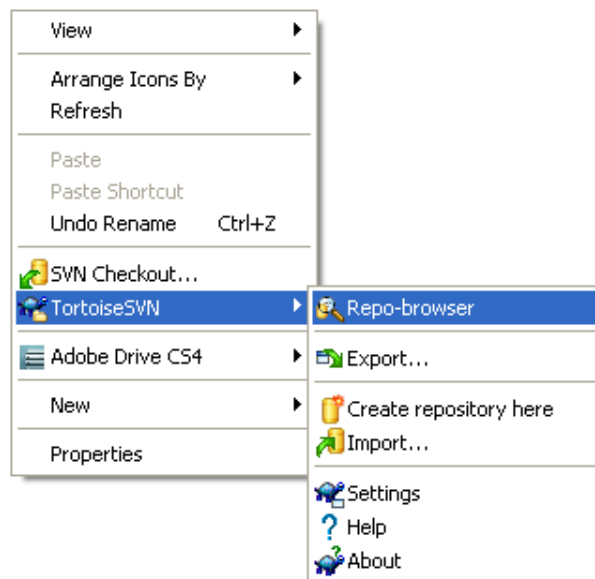 View
Arrange Icons By
Refresh
Paste
Paste Shortcut
Undo Rename Ctrl+Z
SVN Checkout...
TortoiseSVN
Adobe Drive CS4
New
Properties
Repo-browser
Export...
Create repository here
Import...
Settings
Help
About